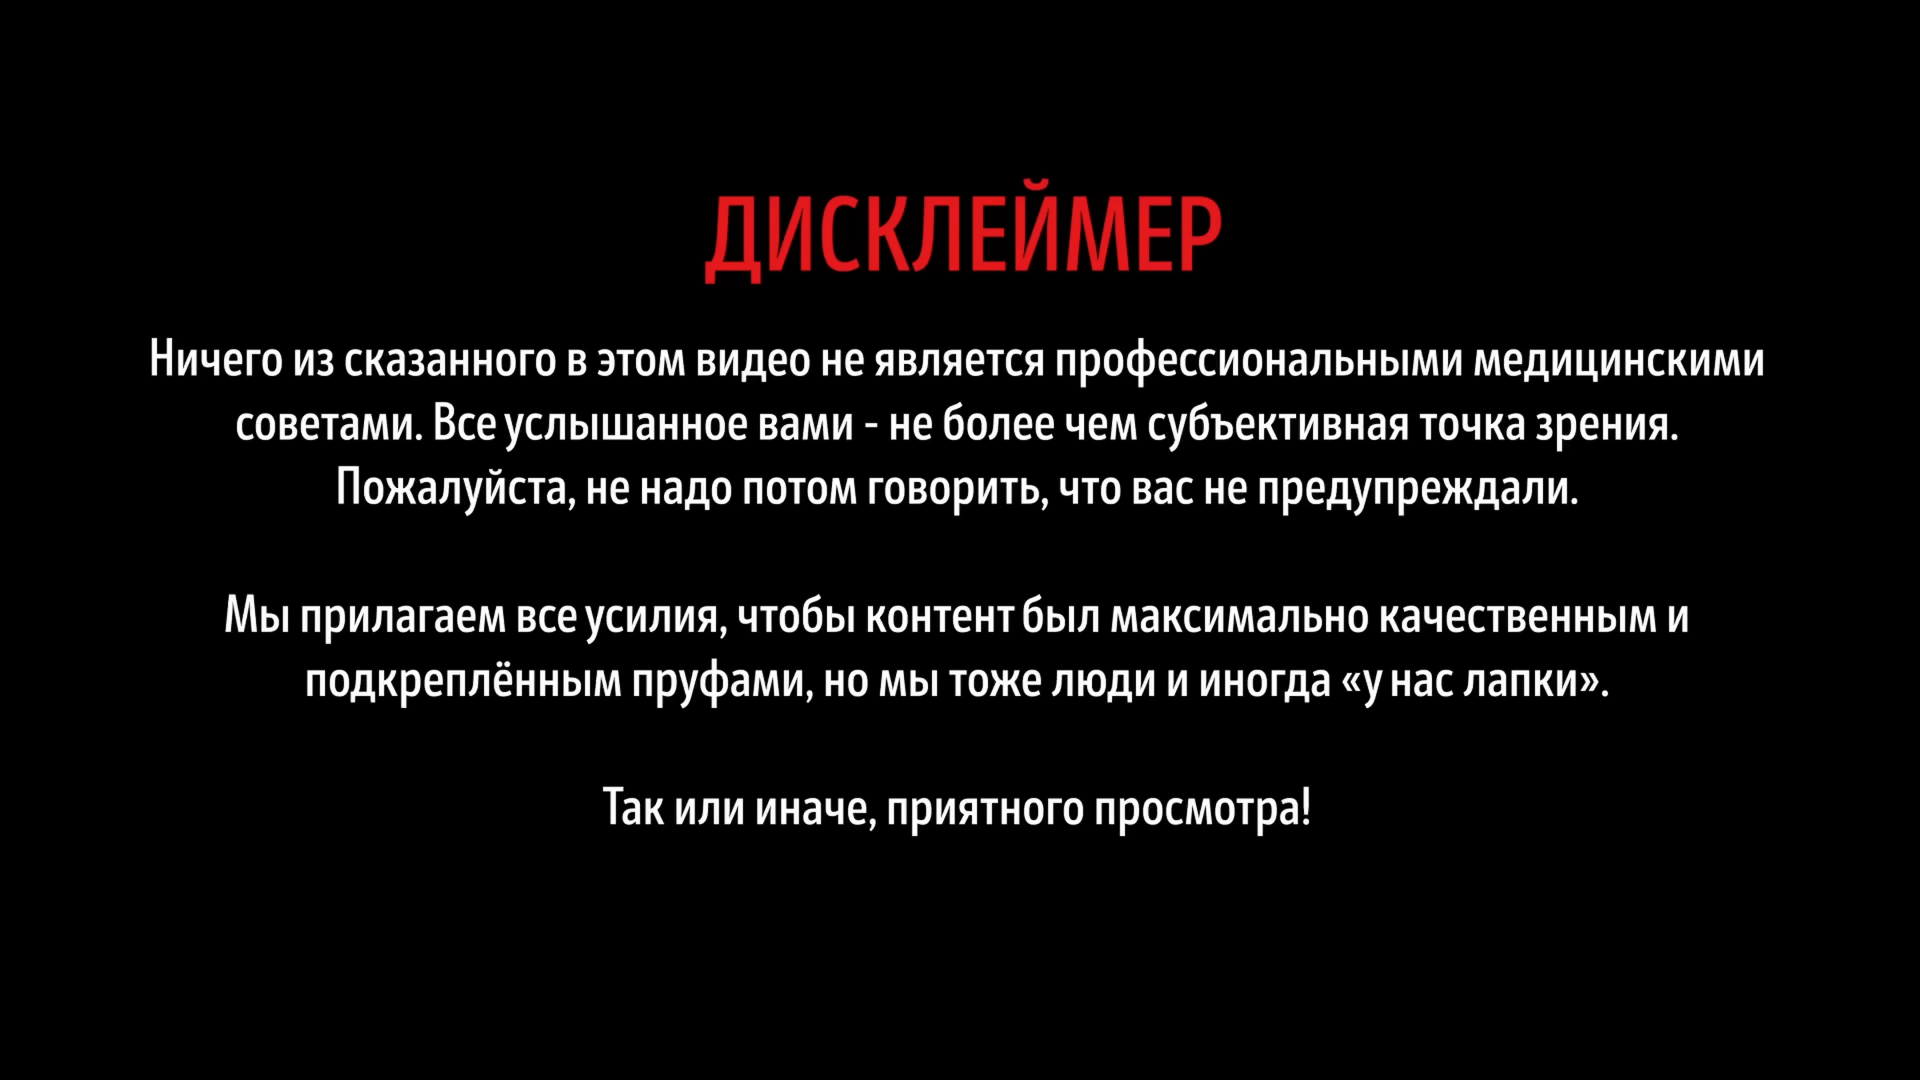 ДИСКЛЕЙМЕР
Ничего из сказанного в этом видео не является профессиональными медицинскими
советами. Все услышанное вами - не более чем субъективная точка зрения.
Пожалуйста, не надо потом говорить, что вас не предупреждали.
Мы прилагаем все усилия, чтобы контент был максимально качественным и
подкреплённым пруфами, но мы тоже люди и иногда «у нас лапки».
Так или иначе, приятного просмотра!